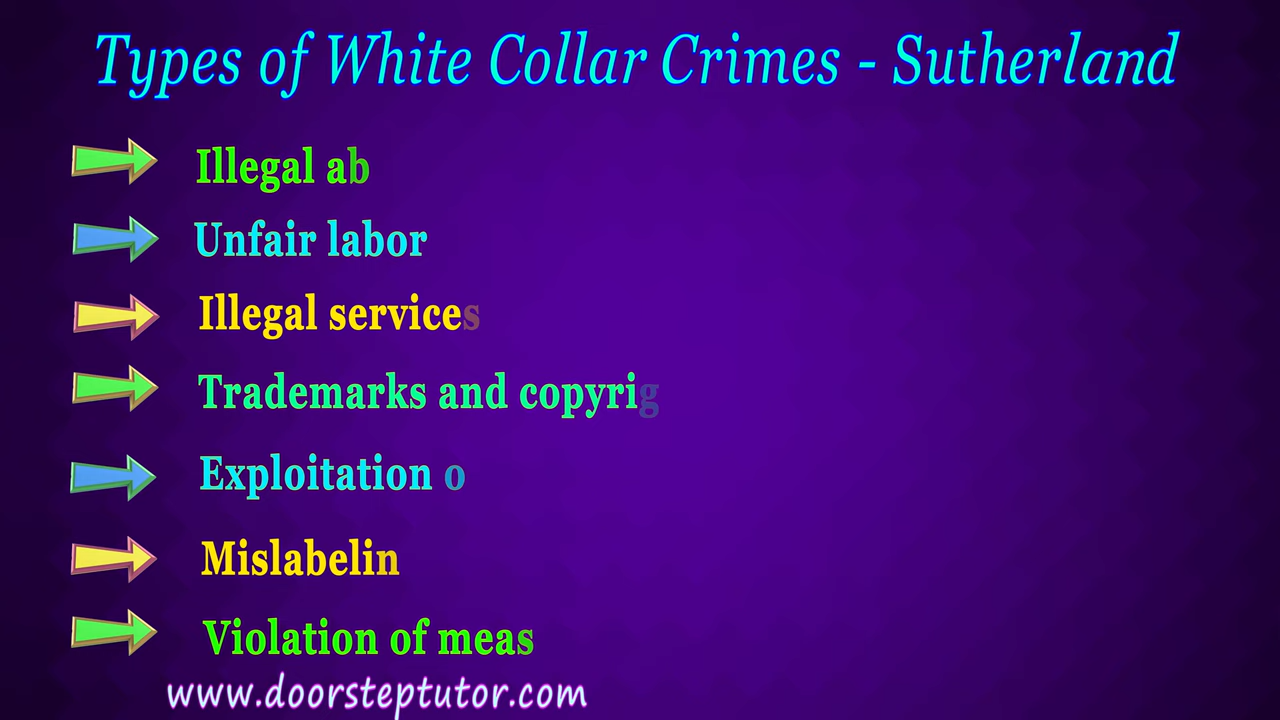 Types of White Collar Crimes - Sutherland
Illegal ab
Unfair labor
Illegal services
Trademarks and copyrig
Exploitation o
Mislabelin
Violation of meas
www.doorsteptutor.com